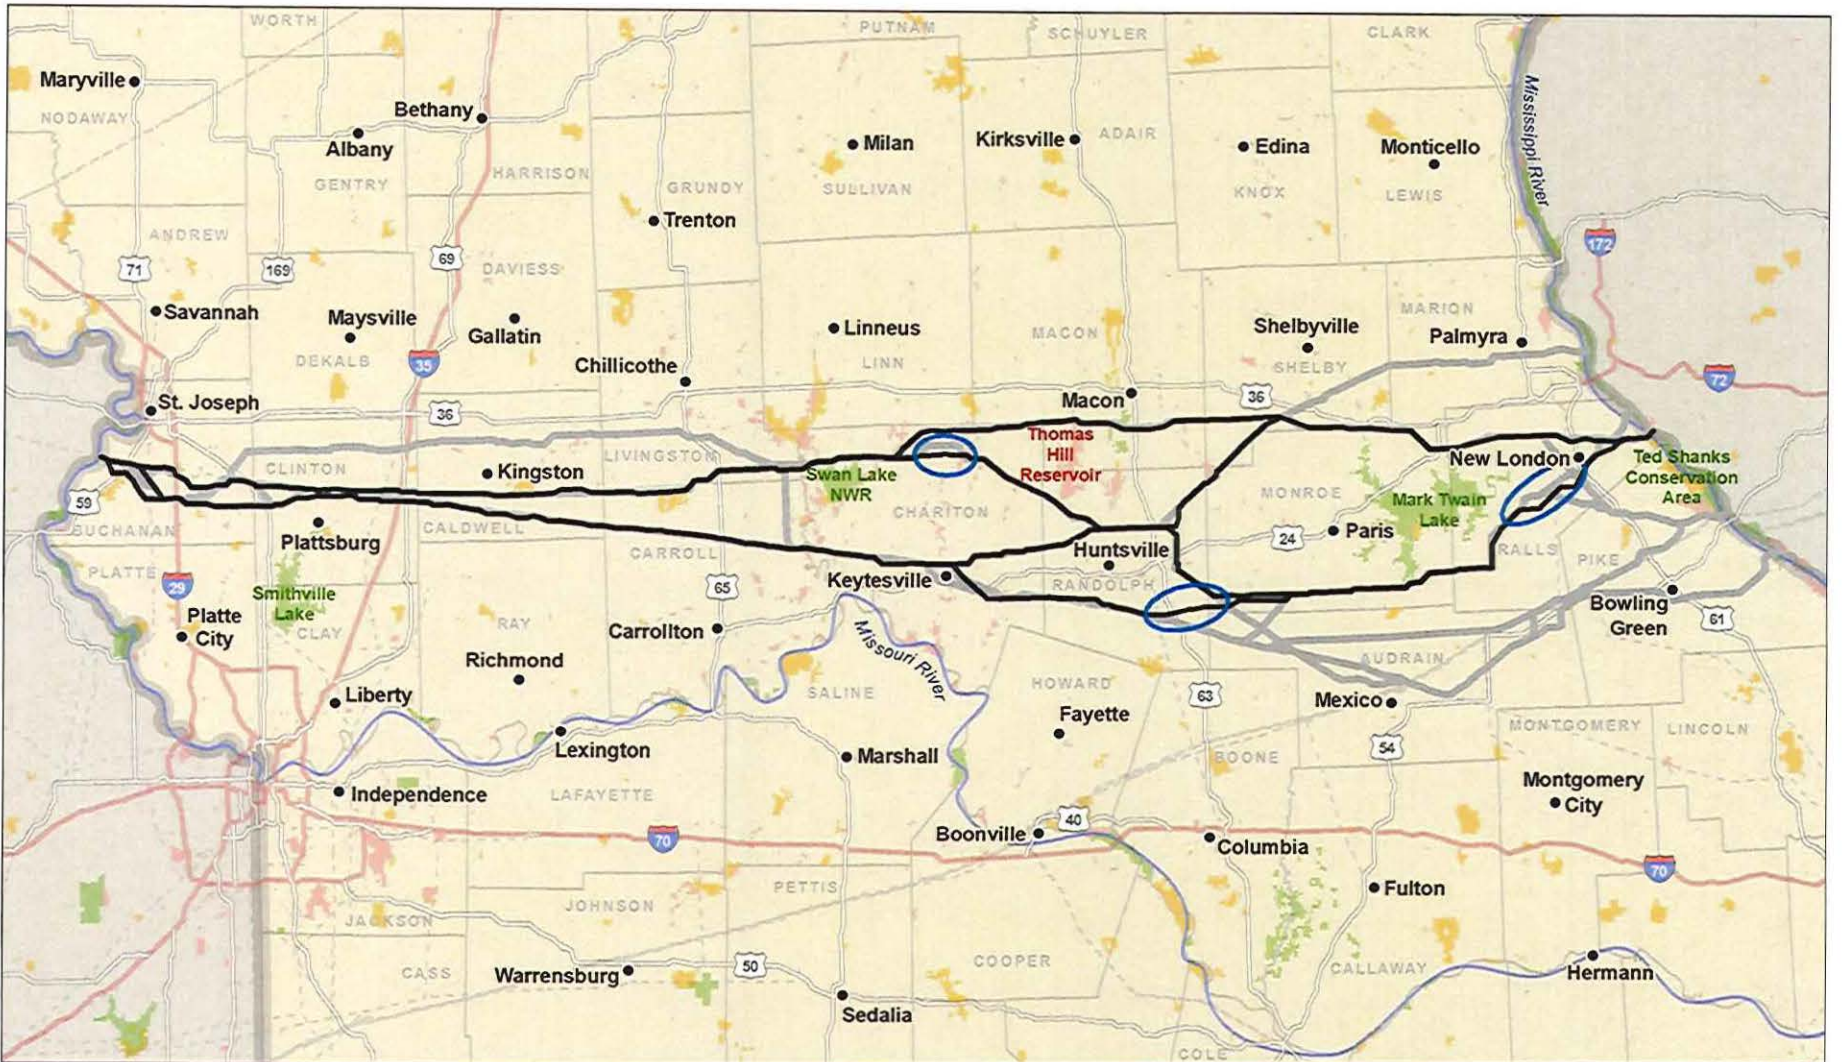 WORTH
PUTNAM
SCHUYLER
CLARK
Maryville
NODAWAY
Bethany
Albany
GENTRY
HARRISON
GRUNDY
Trenton
Milan
SULLIVAN
Kirksville
ADAIR
Edina
KNOX
Monticello
LEWIS
Mississippi River
172
ANDREW
71
169
69
DAVIESS
Savannah
Maysville
DEKALB
35
Gallatin
Chillicothe
Linneus
LINN
MACON
Shelbyville
SHELBY
MARION
Palmyra
72
St. Joseph
36
Macon
36
CLINTON
Kingston
LIVINGSTON
Swan Lake
NWR
Thomas
Hill
Reservoir
New London
Ted Shanks
Conservation
Area
59
BUCHANAN
Plattsburg
CALDWELL
CHARITON
MONROE
Mark Twain
Lake
24
Paris
CARROLL
Huntsville
RALLS
PIKE
PLATTE
29
Smithville
Lake
65
Keytesville
RANDOLPH
Platte
City
CLAY
RAY
Carrollton
Missouri River
Bowling
Green
61
Richmond
AUDRAIN
Liberty
SALINE
HOWARD
Fayette
63
Mexico
MONTGOMERY
LINCOLN
Lexington
Marshall
BOONE
54
Montgomery
City
Independence
LAFAYETTE
70
Boonville
40
Columbia
70
PETTIS
JOHNSON
JACKSON
Fulton
CASS
Warrensburg
50
COOPER
CALLAWAY
Hermann
Sedalia
COLE